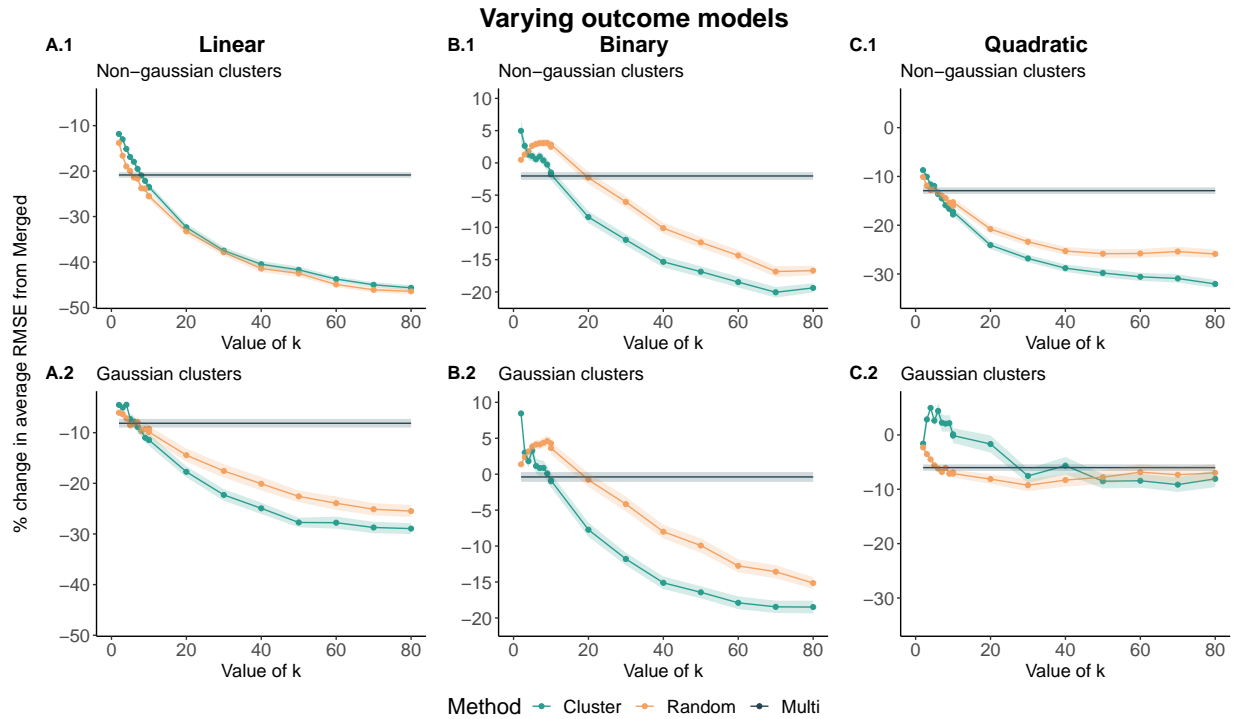 Varying outcome models
A.1 Linear
Non−gaussian clusters
−10
−20
−30
−40
−50
0 20 40 60 80
Value of k
B.1 Binary
Non−gaussian clusters
10
5
0
−5
−10
−15
−20
0 20 40 60 80
Value of k
C.1 Quadratic
Non−gaussian clusters
0
−10
−20
−30
0 20 40 60 80
Value of k
% change in average RMSE from Merged
A.2 Gaussian clusters
−10
−20
−30
−40
−50
0 20 40 60 80
Value of k
B.2 Gaussian clusters
10
5
0
−5
−10
−15
−20
0 20 40 60 80
Value of k
C.2 Gaussian clusters
5
0
−5
−10
−20
−30
0 20 40 60 80
Value of k
Method Cluster Random Multi